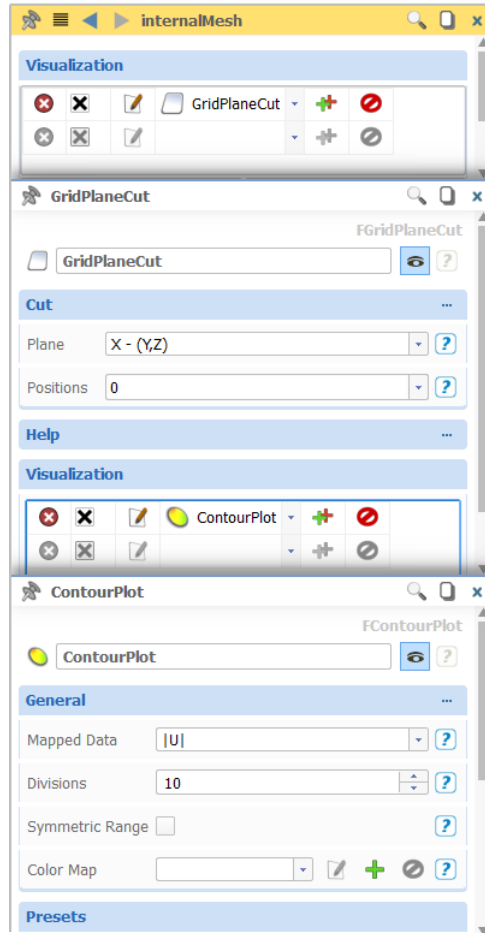 internalMesh
Visualization
GridPlaneCut
GridPlaneCut
FGridPlaneCut
GridPlaneCut
?
Cut ...
Plane X - (Y,Z) ?
Positions 0 ?
Help ...
Visualization
ContourPlot
ContourPlot
FContourPlot
ContourPlot
?
General ...
Mapped Data |U| ?
Divisions 10 ?
Symmetric Range ?
Color Map ?
Presets